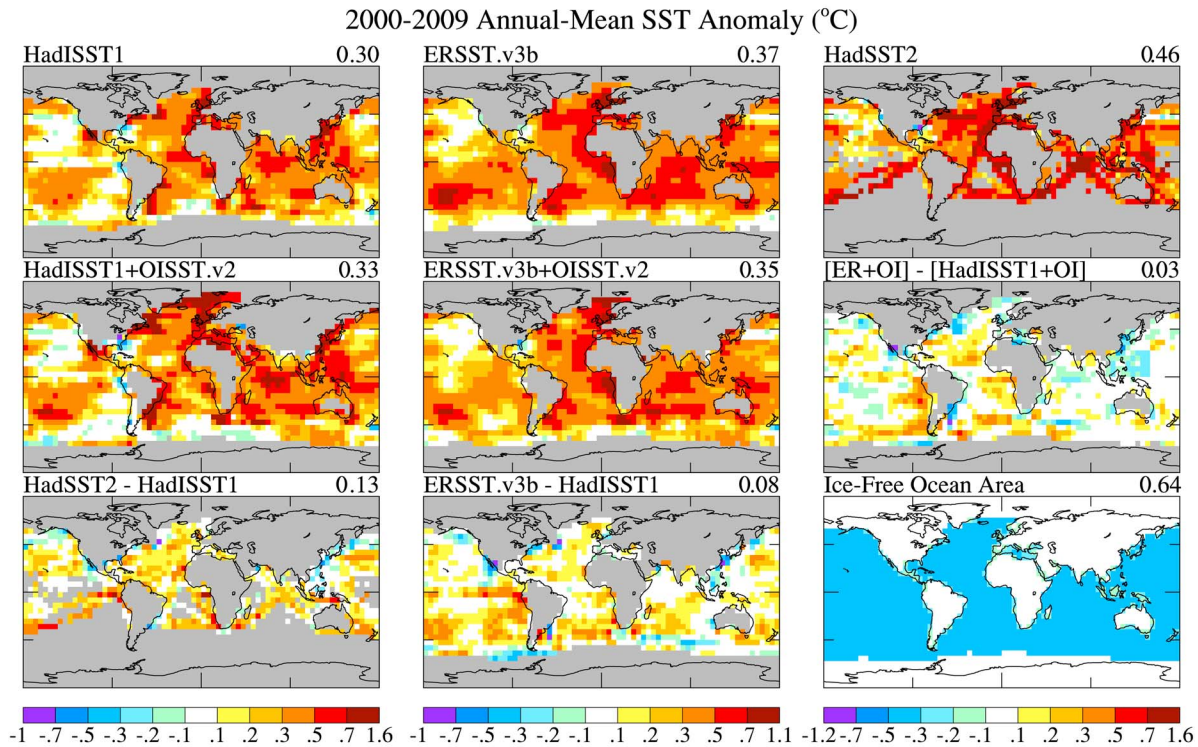 2000-2009 Annual-Mean SST Anomaly (°C)
HadISST1 0.30
ERSST.v3b 0.37
HadSST2 0.46
HadISST1+OISST.v2 0.33
ERSST.v3b+OISST.v2 0.35
[ER+OI] - [HadISST1+OI] 0.03
HadSST2 - HadISST1 0.13
ERSST.v3b - HadISST1 0.08
Ice-Free Ocean Area 0.64
-1 -.7 -.5 -.3 -.2 -.1 .1 .2 .3 .5 .7 1.6
-1 -.7 -.5 -.3 -.2 -.1 .1 .2 .3 .5 .7 1.1
-1.2 -.7 -.5 -.3 -.2 -.1 .1 .2 .3 .5 .7 1.6